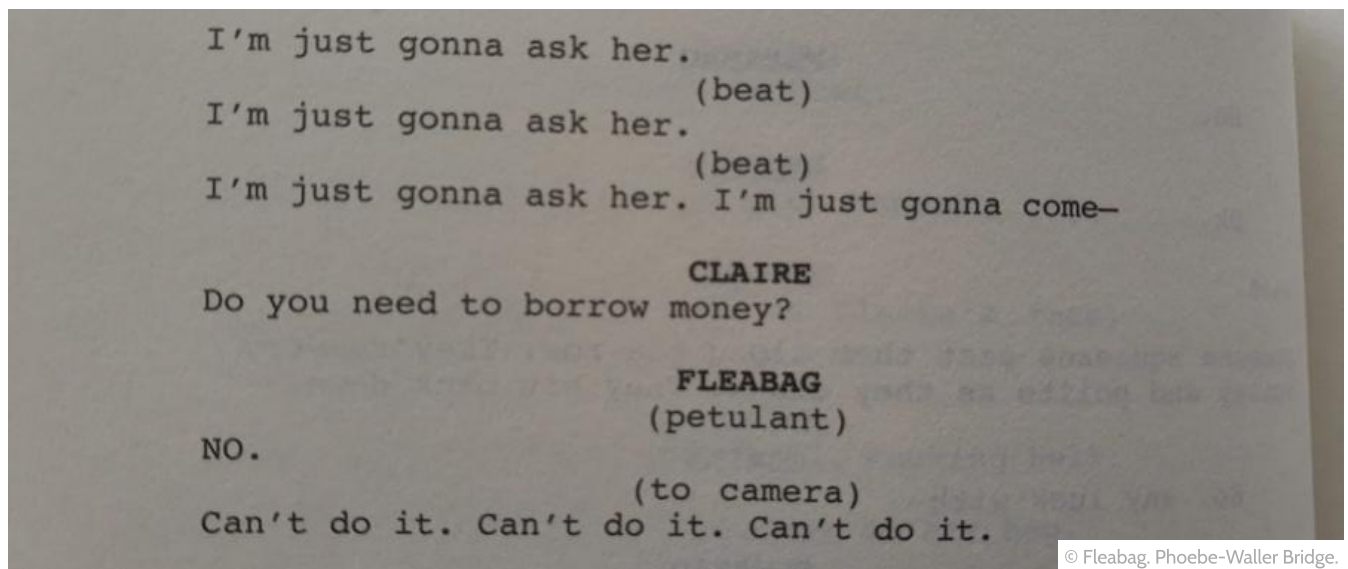 I'm just gonna ask her.
(beat)
I'm just gonna ask her.
(beat)
I'm just gonna ask her. I'm just gonna come—
CLAIRE
Do you need to borrow money?
FLEABAG
(petulant)
NO.
(to camera)
Can't do it. Can't do it. Can't do it.
© Fleabag. Phoebe-Waller Bridge.